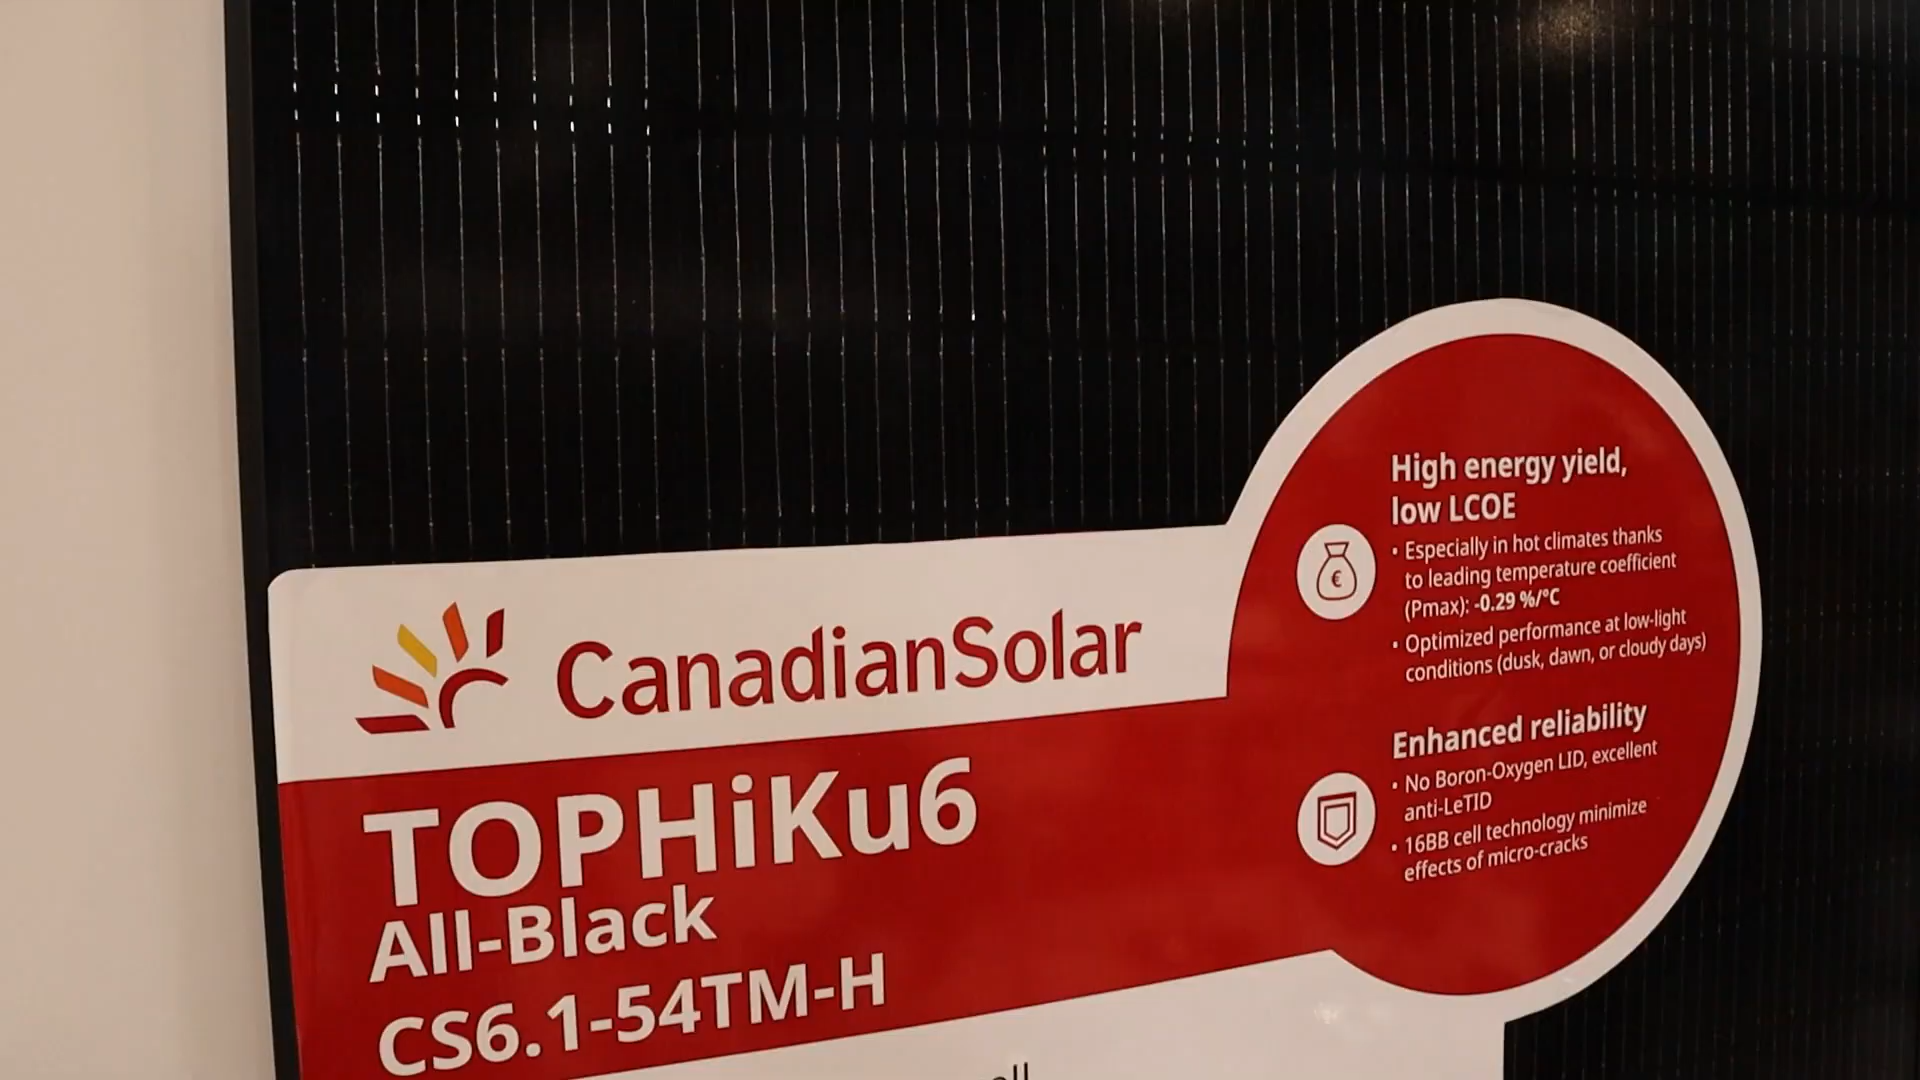 CanadianSolar
TOPHiKu6
All-Black
CS6.1-54TM-H
High energy yield,
low LCOE
• Especially in hot climates thanks
to leading temperature coefficient
(Pmax): -0.29 %/°C
• Optimized performance at low-light
conditions (dusk, dawn, or cloudy days)
€
Enhanced reliability
• No Boron-Oxygen LID, excellent
anti-LeTID
• 16BB cell technology minimize
effects of micro-cracks